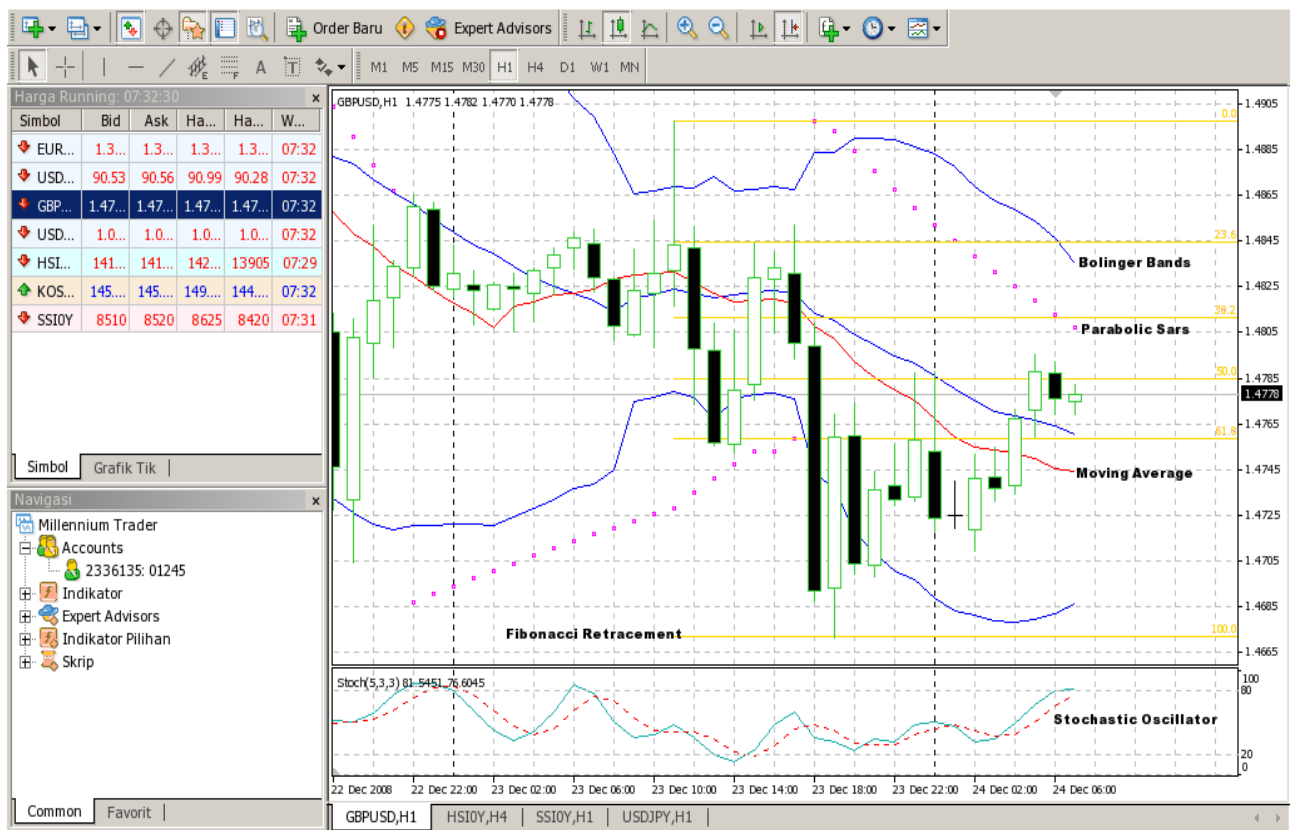 Order Baru Expert Advisors
A T
M1 M5 M15 M30 H1 H4 D1 W1 MN
Harga Running: 07:32:30
Simbol Bid Ask Ha... Ha... W...
EUR... 1.3... 1.3... 1.3... 1.3... 07:32
USD... 90.53 90.56 90.99 90.28 07:32
GBP... 1.47... 1.47... 1.47... 1.47... 07:32
USD... 1.0... 1.0... 1.0... 1.0... 07:32
HSI... 141... 141... 142... 13905 07:29
KOS... 145.... 145.... 149.... 144.... 07:32
SSI0Y 8510 8520 8625 8420 07:31
Simbol Grafik Tik
Navigasi
Millennium Trader
Accounts
2336135: 01245
Indikator
Expert Advisors
Indikator Pilihan
Skrip
Common Favorit
GBPUSD,H1 1.4775 1.4782 1.4770 1.4778
0.0
23.6
Bolinger Bands
38.2
Parabolic Sars
50.0
61.8
Moving Average
Fibonacci Retracement
100.0
1.4905
1.4885
1.4865
1.4845
1.4825
1.4805
1.4785
1.4778
1.4765
1.4745
1.4725
1.4705
1.4685
1.4665
Stoch(5,3,3) 81.5451 76.6045
Stochastic Oscillator
100
80
20
0
22 Dec 2008 22 Dec 22:00 23 Dec 02:00 23 Dec 06:00 23 Dec 10:00 23 Dec 14:00 23 Dec 18:00 23 Dec 22:00 24 Dec 02:00 24 Dec 06:00
GBPUSD,H1 HSI0Y,H4 SSI0Y,H1 USDJPY,H1